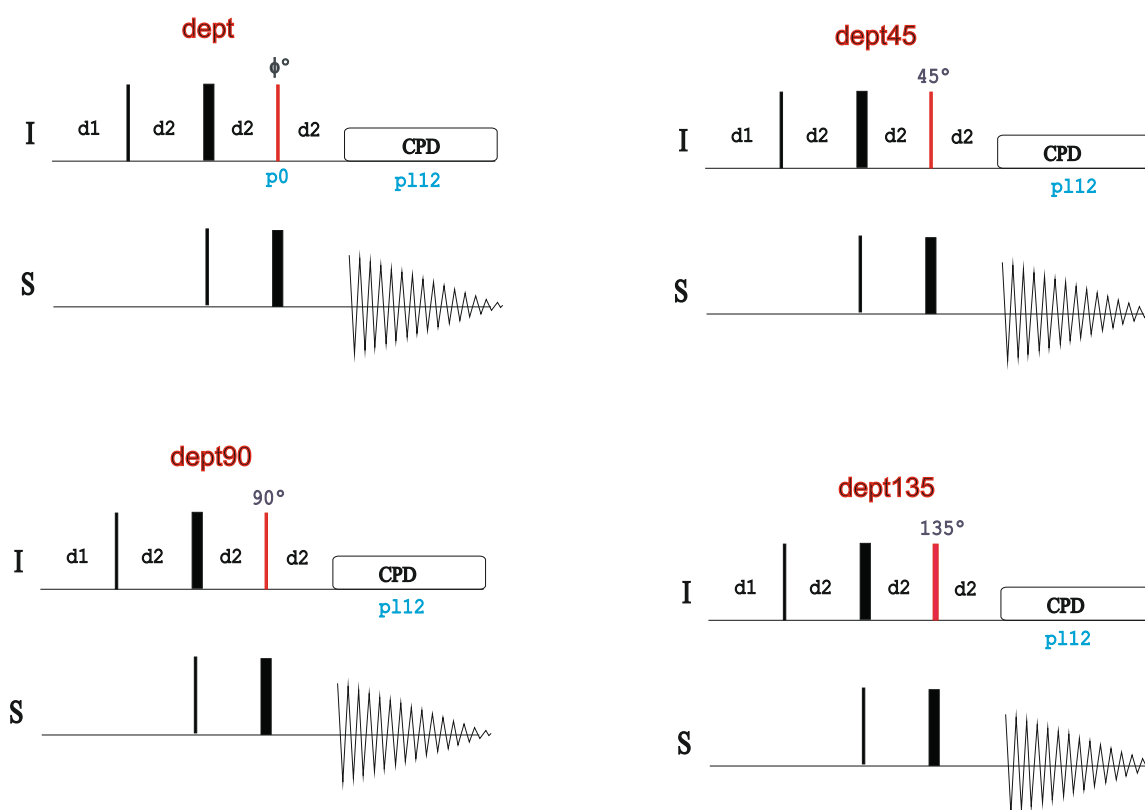 dept
ϕ°
I d1 d2 d2 d2 CPD
p0 pl12
S
dept45
45°
I d1 d2 d2 d2 CPD
pl12
S
dept90
90°
I d1 d2 d2 d2 CPD
pl12
S
dept135
135°
I d1 d2 d2 d2 CPD
pl12
S